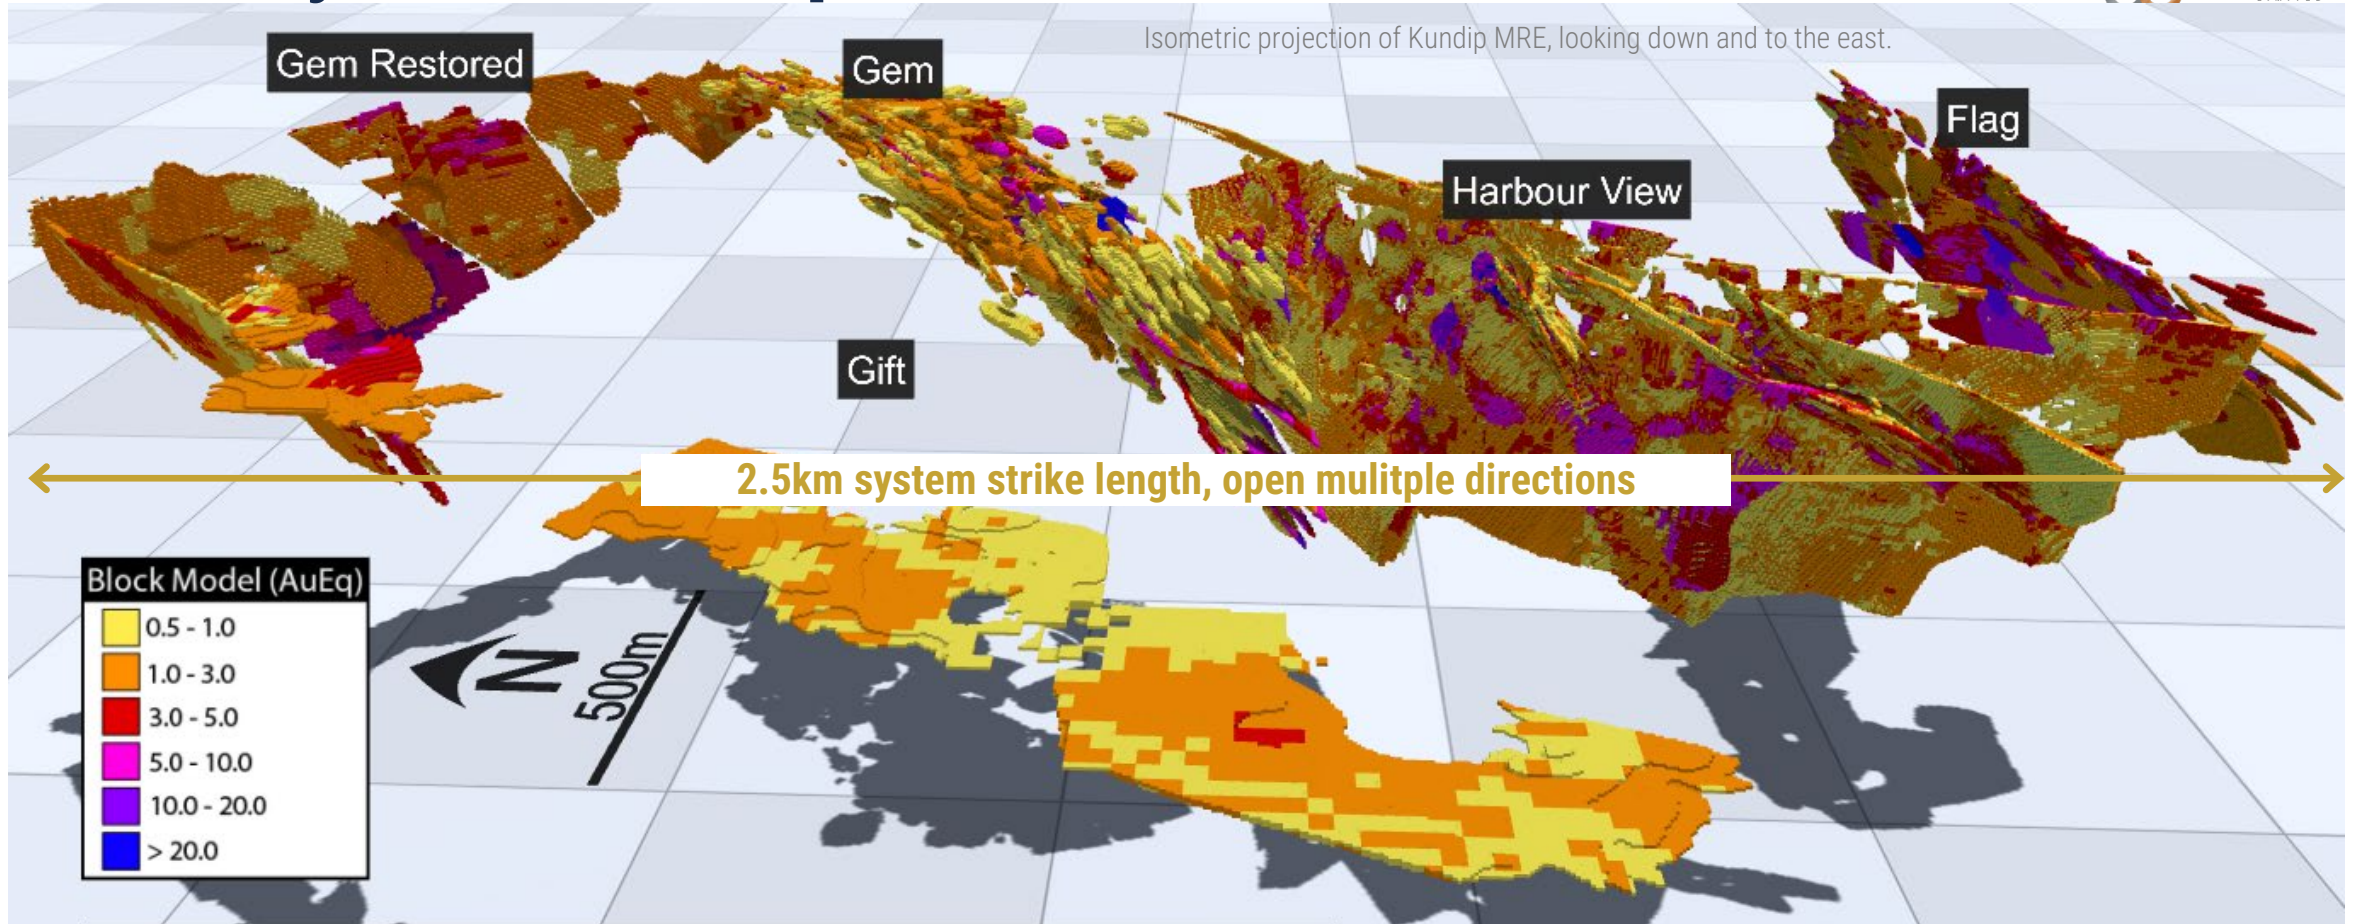 Isometric projection of Kundip MRE, looking down and to the east.
Gem Restored
Gem
Flag
Harbour View
Gift
2.5km system strike length, open mulitple directions
Block Model (AuEq)
0.5 - 1.0
1.0 - 3.0
3.0 - 5.0
5.0 - 10.0
10.0 - 20.0
> 20.0
N
500m